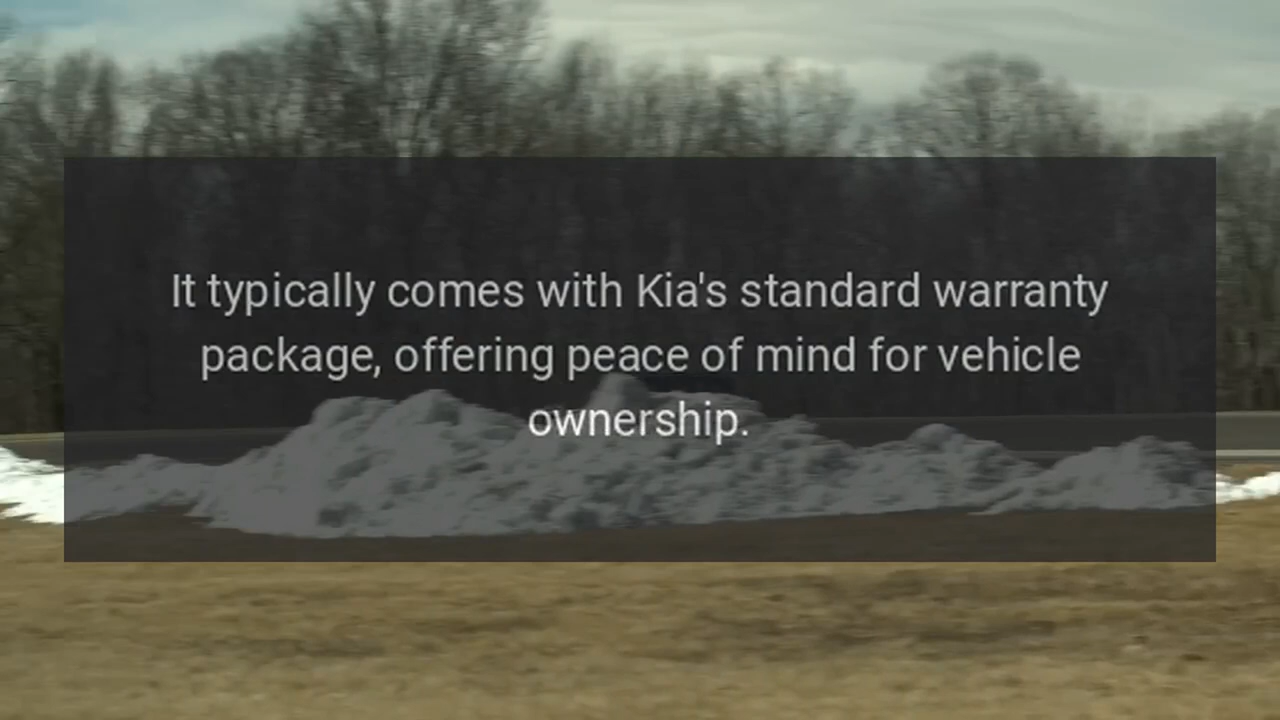 It typically comes with Kia's standard warranty
package, offering peace of mind for vehicle
ownership.